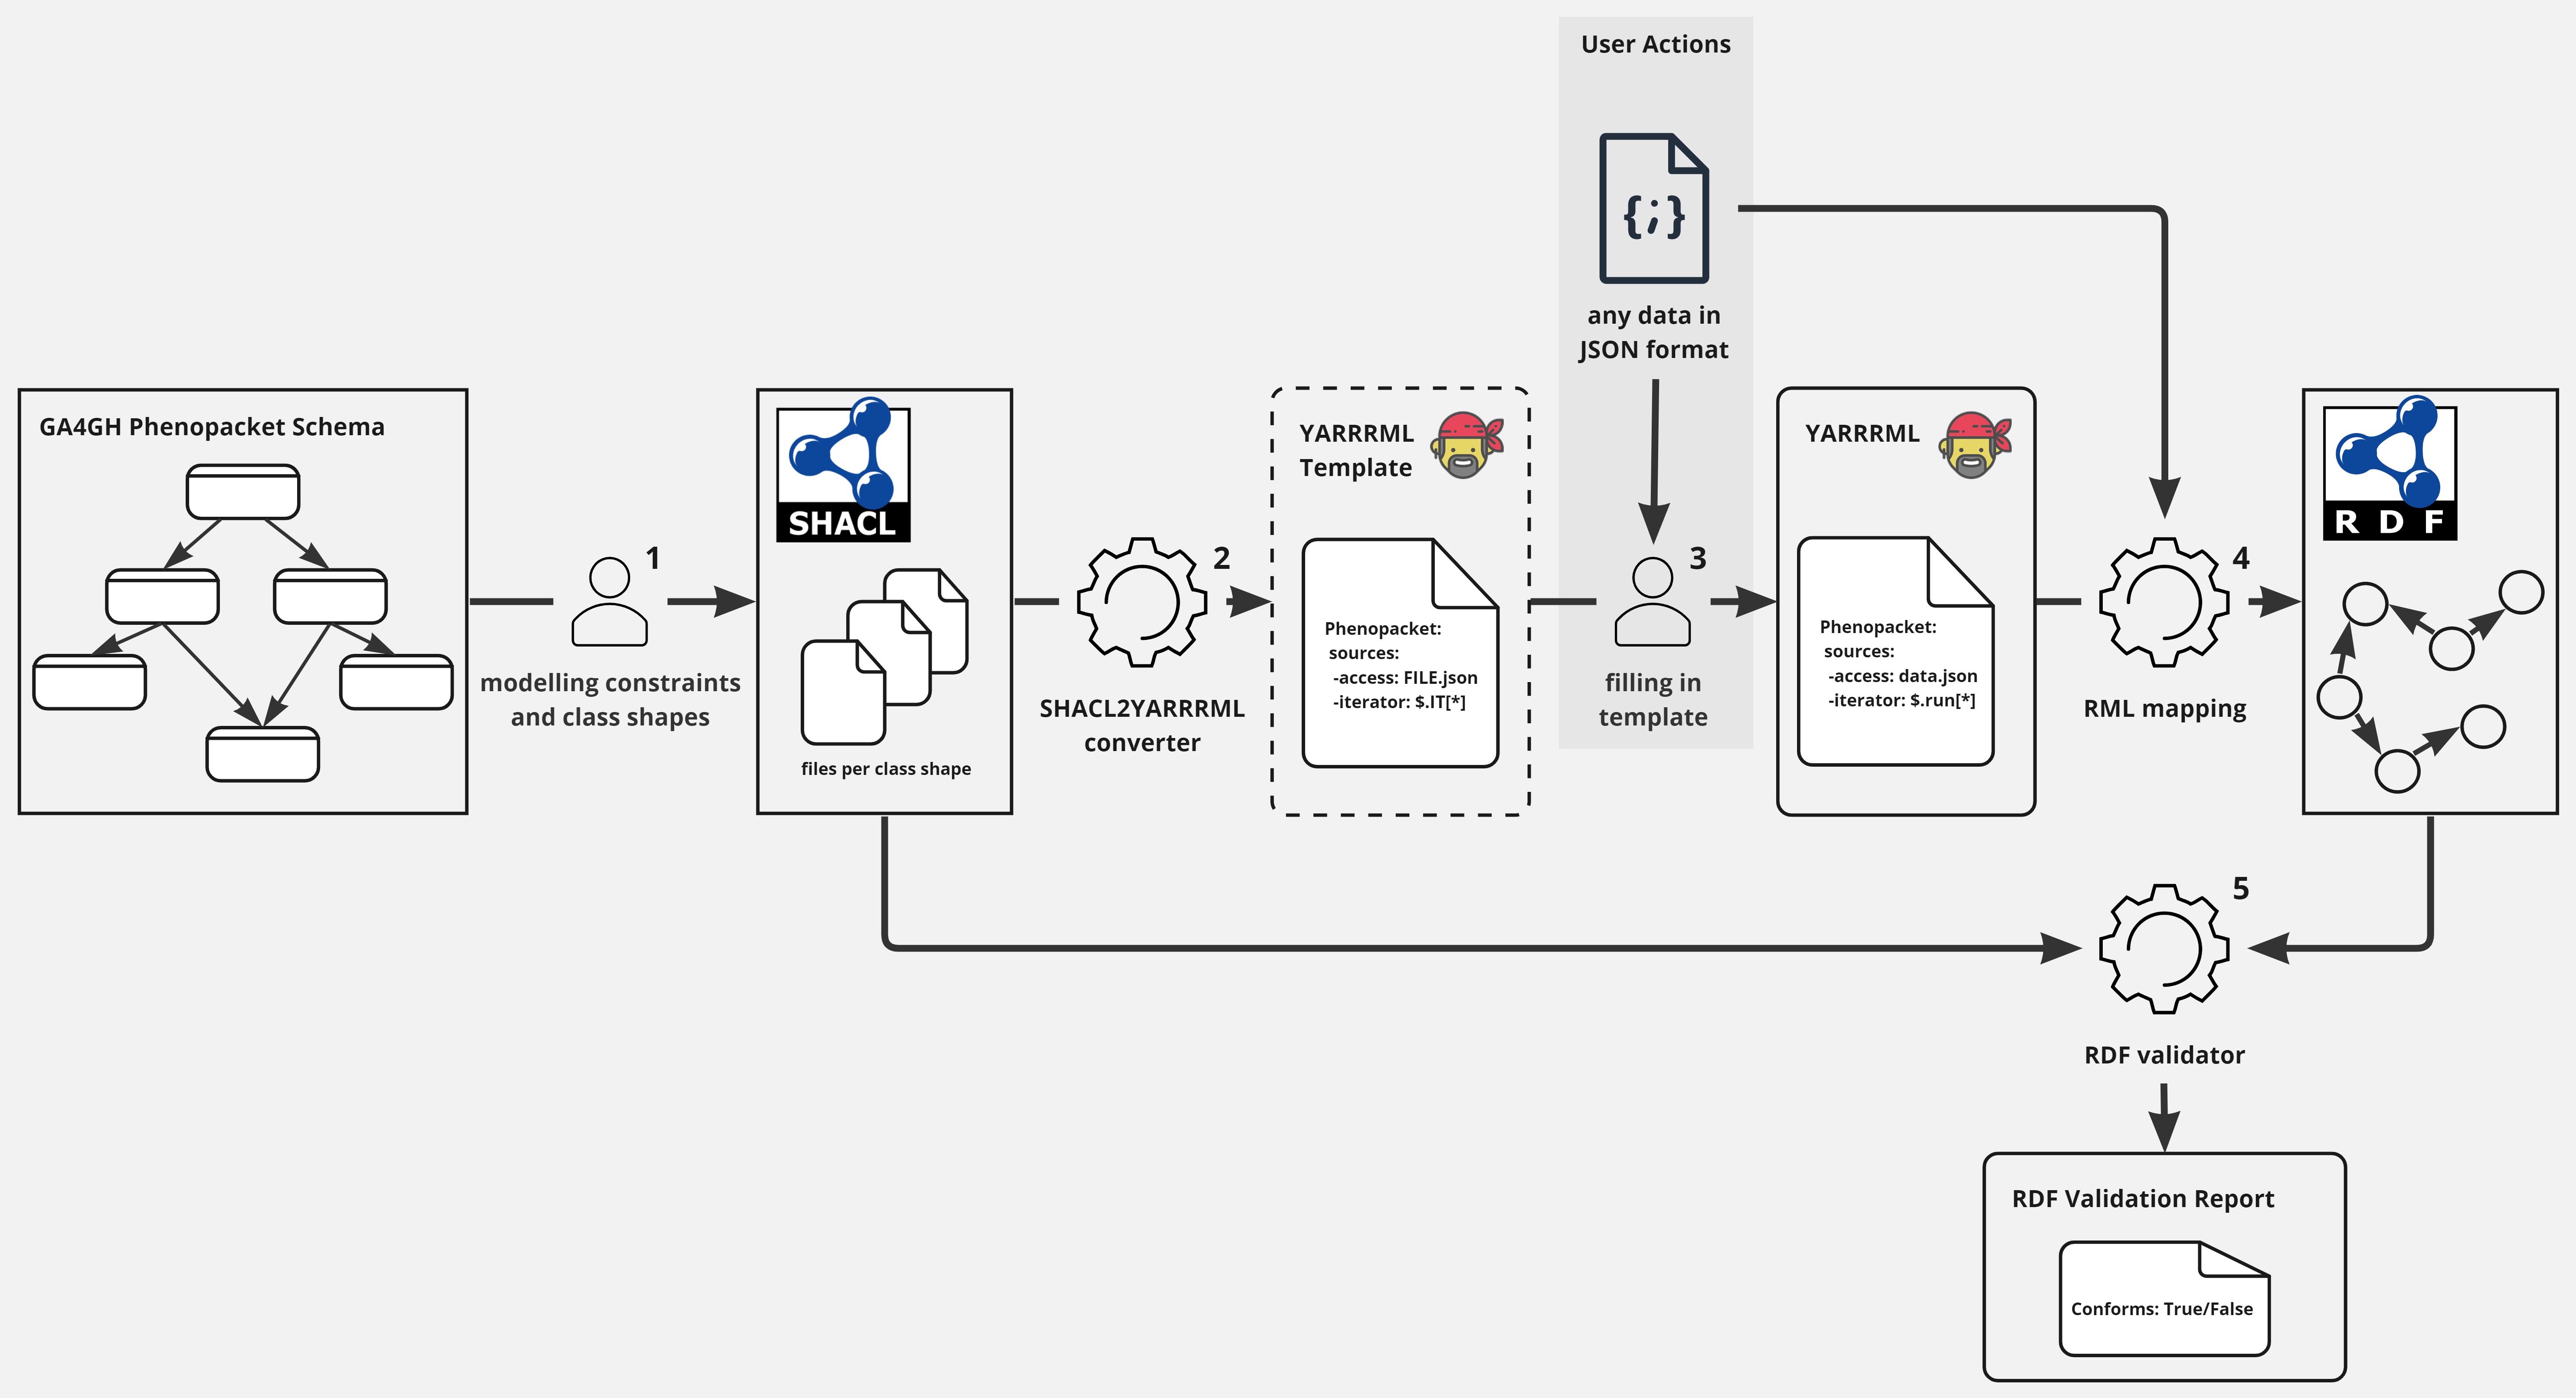 User Actions
{;}
any data in
JSON format
GA4GH Phenopacket Schema
1
modelling constraints
and class shapes
SHACL
files per class shape
2
SHACL2YARRRML
converter
YARRRML
Template
Phenopacket:
sources:
-access: FILE.json
-iterator: $.IT[*]
3
filling in
template
YARRRML
Phenopacket:
sources:
-access: data.json
-iterator: $.run[*]
4
RML mapping
RDF
5
RDF validator
RDF Validation Report
Conforms: True/False